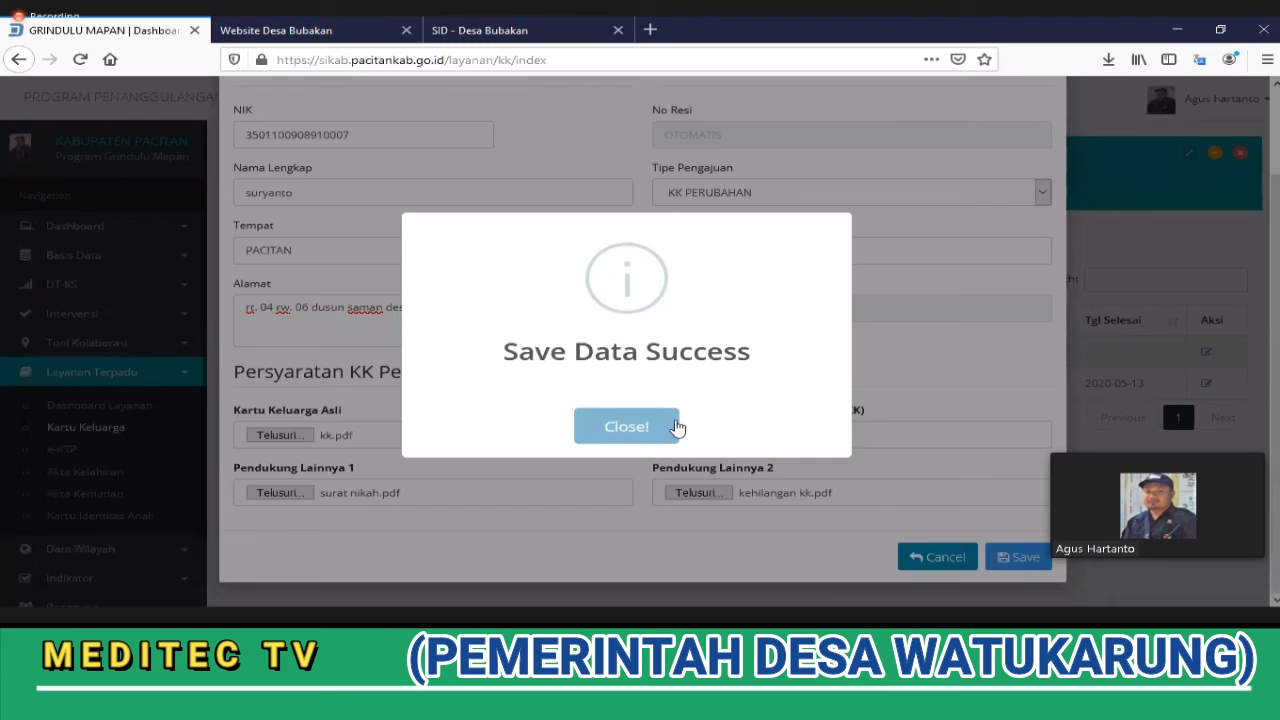 Recording
GRINDULU MAPAN | Dashboar
Website Desa Bubakan
SID - Desa Bubakan
https://sikab.pacitankab.go.id/layanan/kk/index
PROGRAM PENANGGULANGA
Agus hartanto
KABUPATEN PACITAN
Program Grindulu Mapan
Navigation
Dashboard
Basis Data
DT-KS
Intervensi
Tool Kolaborasi
Layanan Terpadu
Dashboard Layanan
Kartu Keluarga
e-KTP
Akta Kelahiran
Akta Kematian
Kartu Identitas Anak
Data Wilayah
Indikator
NIK
3501100908910007
No Resi
OTOMATIS
Nama Lengkap
suryanto
Tipe Pengajuan
KK PERUBAHAN
Tempat
PACITAN
Alamat
rt. 04 rw. 06 dusun saman des
Persyaratan KK Pe
Kartu Keluarga Asli
KK)
Telusuri... kk.pdf
Pendukung Lainnya 1
Pendukung Lainnya 2
Telusuri... surat nikah.pdf
Telusuri... kehilangan kk.pdf
Cancel
Save
Save Data Success
Close!
Tgl Selesai
Aksi
2020-05-13
Previous 1 Next
Agus Hartanto
MEDITEC TV
(PEMERINTAH DESA WATUKARUNG)